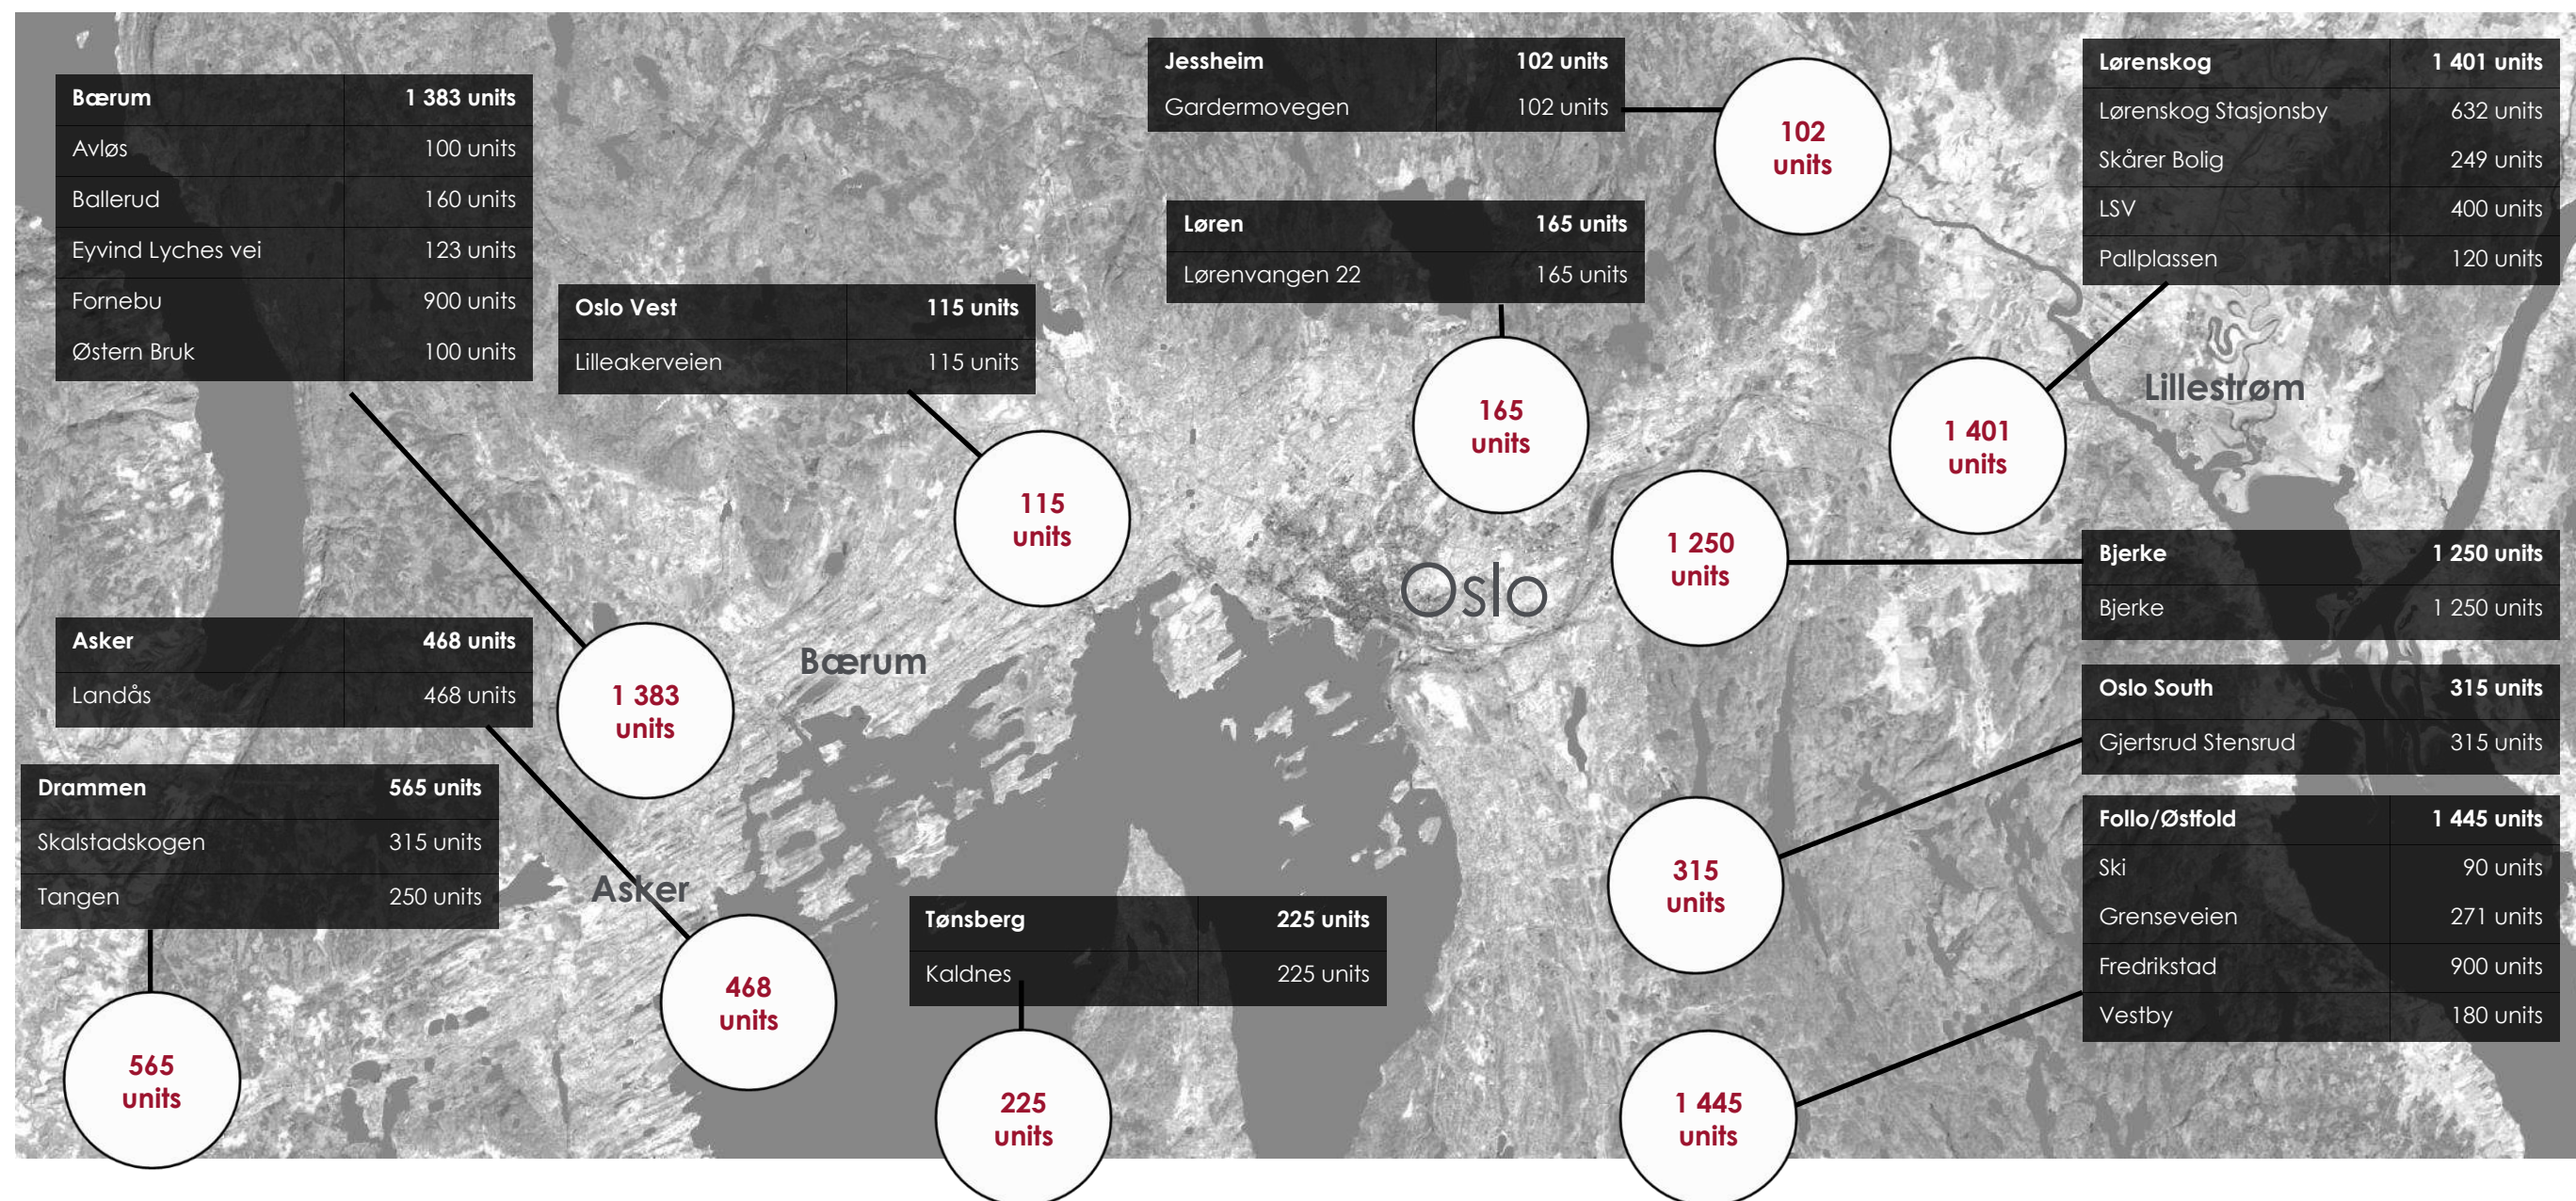 Bærum 1 383 units
Avløs 100 units
Ballerud 160 units
Eyvind Lyches vei 123 units
Fornebu 900 units
Østern Bruk 100 units
Oslo Vest 115 units
Lilleakerveien 115 units
Jessheim 102 units
Gardermovegen 102 units
Løren 165 units
Lørenvangen 22 165 units
Lørenskog 1 401 units
Lørenskog Stasjonsby 632 units
Skårer Bolig 249 units
LSV 400 units
Pallplassen 120 units
102
units
165
units
1 401
units
Lillestrøm
115
units
1 250
units
Oslo
Bjerke 1 250 units
Bjerke 1 250 units
Asker 468 units
Landås 468 units
1 383
units
Bærum
Oslo South 315 units
Gjertsrud Stensrud 315 units
Drammen 565 units
Skalstadskogen 315 units
Tangen 250 units
Asker
315
units
Follo/Østfold 1 445 units
Ski 90 units
Grenseveien 271 units
Fredrikstad 900 units
Vestby 180 units
Tønsberg 225 units
Kaldnes 225 units
468
units
565
units
225
units
1 445
units